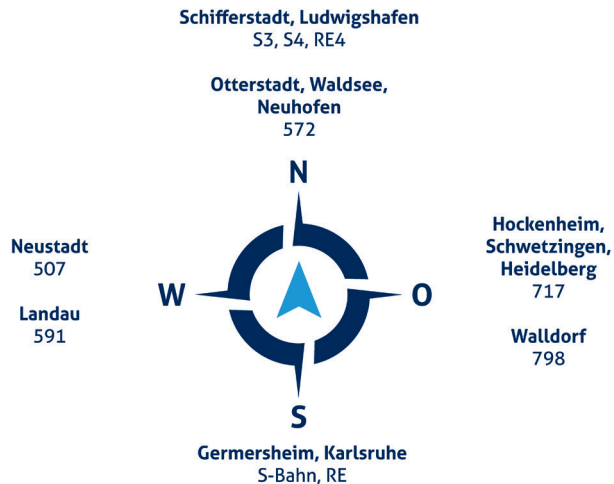 Schifferstadt, Ludwigshafen
S3, S4, RE4
Otterstadt, Waldsee,
Neuhofen
572
N
Neustadt
507
Landau
591
W
O
Hockenheim,
Schwetzingen,
Heidelberg
717
Walldorf
798
S
Germersheim, Karlsruhe
S-Bahn, RE